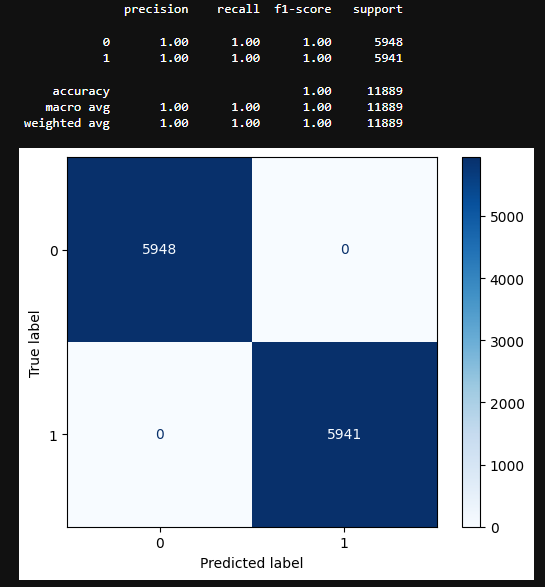 precision recall f1-score support
0 1.00 1.00 1.00 5948
1 1.00 1.00 1.00 5941
accuracy 1.00 11889
macro avg 1.00 1.00 1.00 11889
weighted avg 1.00 1.00 1.00 11889
True label
0
1
5948 0
0 5941
0 1
Predicted label
5000
4000
3000
2000
1000
0